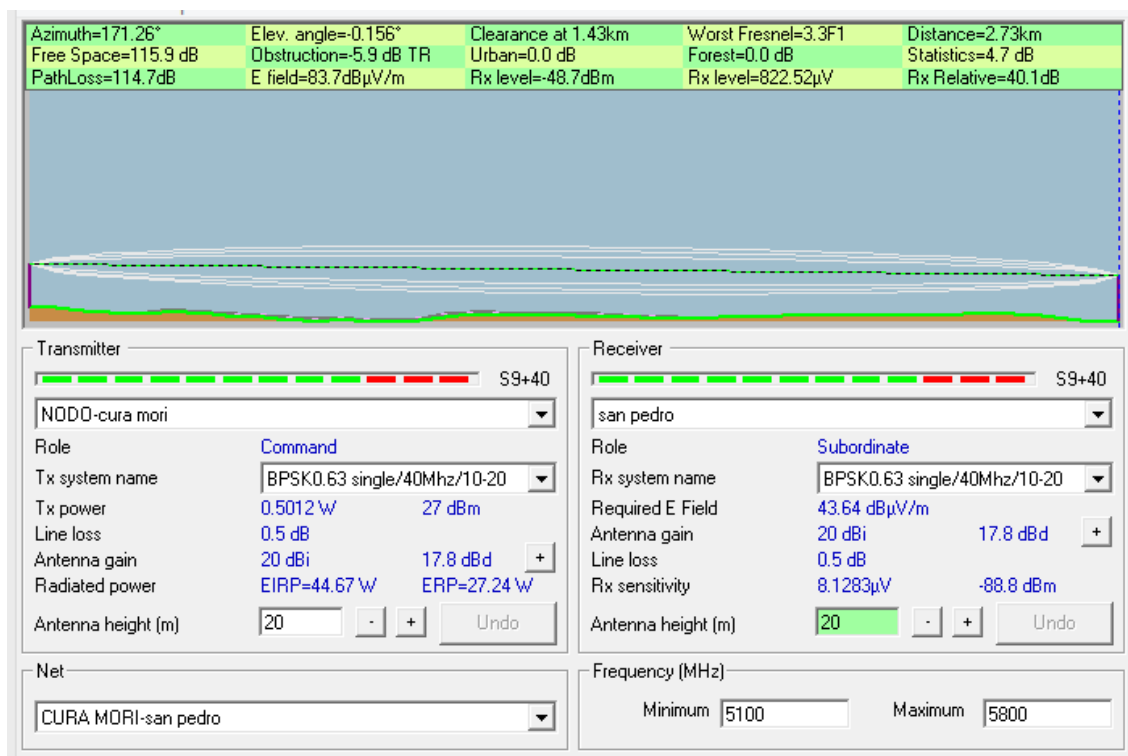 Azimuth=171.26° Elev. angle=-0.156° Clearance at 1.43km Worst Fresnel=3.3F1 Distance=2.73km
Free Space=115.9 dB Obstruction=-5.9 dB TR Urban=0.0 dB Forest=0.0 dB Statistics=4.7 dB
PathLoss=114.7dB E field=83.7dBµV/m Rx level=-48.7dBm Rx level=822.52µV Rx Relative=40.1dB
Transmitter
S9+40
NODO-cura mori
Role Command
Tx system name BPSK0.63 single/40Mhz/10-20
Tx power 0.5012 W 27 dBm
Line loss 0.5 dB
Antenna gain 20 dBi 17.8 dBd +
Radiated power EIRP=44.67 W ERP=27.24 W
Antenna height (m) 20 - + Undo
Receiver
S9+40
san pedro
Role Subordinate
Rx system name BPSK0.63 single/40Mhz/10-20
Required E Field 43.64 dBµV/m
Antenna gain 20 dBi 17.8 dBd +
Line loss 0.5 dB
Rx sensitivity 8.1283µV -88.8 dBm
Antenna height (m) 20 - + Undo
Net
CURA MORI-san pedro
Frequency (MHz)
Minimum 5100 Maximum 5800